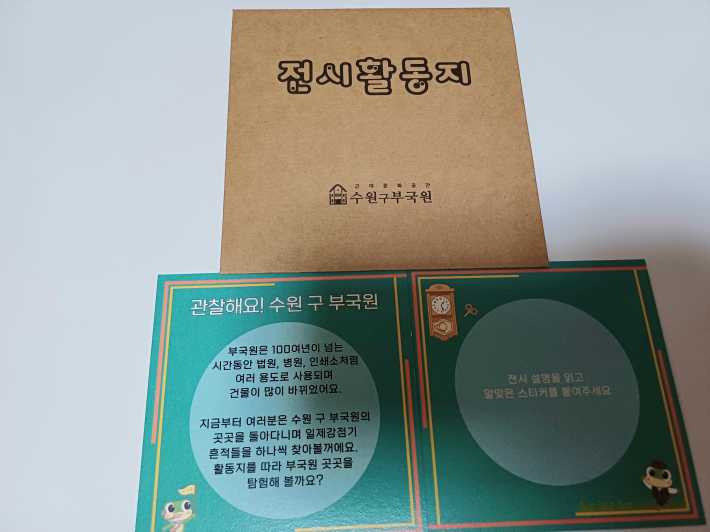 전시활동지
근대문화공간
수원구부국원
관찰해요! 수원 구 부국원
부국원은 100여년이 넘는
시간동안 법원, 병원, 인쇄소처럼
여러 용도로 사용되며
건물이 많이 바뀌었어요.
지금부터 여러분은 수원 구 부국원의
곳곳을 돌아다니며 일제강점기
흔적들을 하나씩 찾아볼꺼에요.
활동지를 따라 부국원 곳곳을
탐험해 볼까요?
전시 설명을 읽고
알맞은 스티커를 붙여주세요